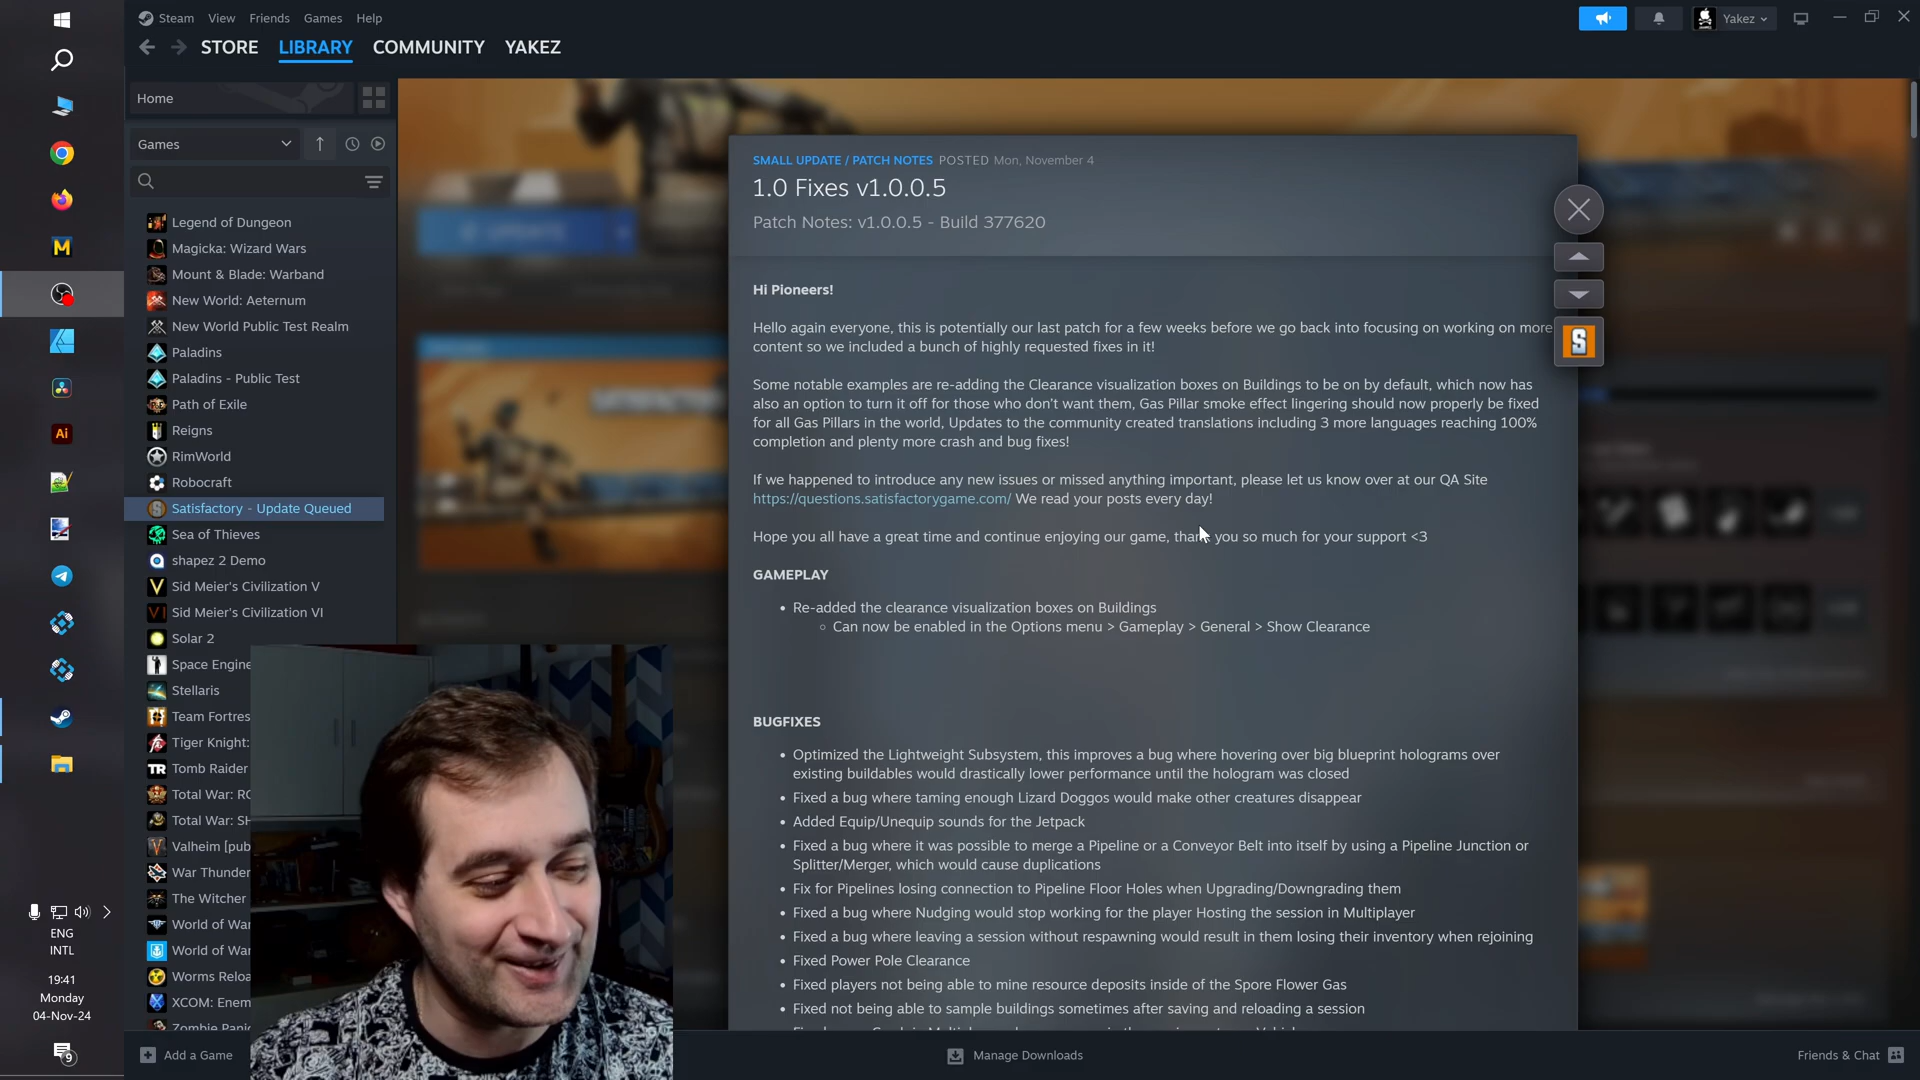 Steam View Friends Games Help
Yakez
STORE LIBRARY COMMUNITY YAKEZ
Home
Games
Legend of Dungeon
Magicka: Wizard Wars
Mount & Blade: Warband
New World: Aeternum
New World Public Test Realm
Paladins
Paladins - Public Test
Path of Exile
Reigns
RimWorld
Robocraft
Satisfactory - Update Queued
Sea of Thieves
shapez 2 Demo
Sid Meier's Civilization V
Sid Meier's Civilization VI
Solar 2
Space Engine
Stellaris
Team Fortres
Tiger Knight:
Tomb Raider
Total War: RO
Total War: SH
Valheim [pub
War Thunder
The Witcher
World of War
World of War
Worms Reloa
XCOM: Enem
Zombie Panic
Add a Game
UPDATE
SMALL UPDATE / PATCH NOTES POSTED Mon, November 4
1.0 Fixes v1.0.0.5
Patch Notes: v1.0.0.5 - Build 377620
Hi Pioneers!
Hello again everyone, this is potentially our last patch for a few weeks before we go back into focusing on working on more
content so we included a bunch of highly requested fixes in it!
Some notable examples are re-adding the Clearance visualization boxes on Buildings to be on by default, which now has
also an option to turn it off for those who don't want them, Gas Pillar smoke effect lingering should now properly be fixed
for all Gas Pillars in the world, Updates to the community created translations including 3 more languages reaching 100%
completion and plenty more crash and bug fixes!
If we happened to introduce any new issues or missed anything important, please let us know over at our QA Site
https://questions.satisfactorygame.com/ We read your posts every day!
Hope you all have a great time and continue enjoying our game, thank you so much for your support <3
GAMEPLAY
• Re-added the clearance visualization boxes on Buildings
◦ Can now be enabled in the Options menu > Gameplay > General > Show Clearance
BUGFIXES
• Optimized the Lightweight Subsystem, this improves a bug where hovering over big blueprint holograms over
existing buildables would drastically lower performance until the hologram was closed
• Fixed a bug where taming enough Lizard Doggos would make other creatures disappear
• Added Equip/Unequip sounds for the Jetpack
• Fixed a bug where it was possible to merge a Pipeline or a Conveyor Belt into itself by using a Pipeline Junction or
Splitter/Merger, which would cause duplications
• Fix for Pipelines losing connection to Pipeline Floor Holes when Upgrading/Downgrading them
• Fixed a bug where Nudging would stop working for the player Hosting the session in Multiplayer
• Fixed a bug where leaving a session without respawning would result in them losing their inventory when rejoining
• Fixed Power Pole Clearance
• Fixed players not being able to mine resource deposits inside of the Spore Flower Gas
• Fixed not being able to sample buildings sometimes after saving and reloading a session
Manage Downloads
Friends & Chat
ENG
INTL
19:41
Monday
04-Nov-24
9